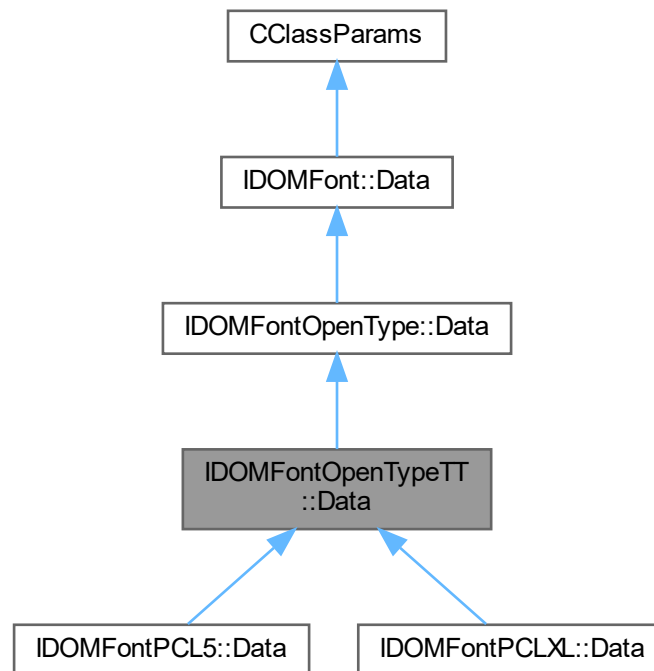 CClassParams
IDOMFont::Data
IDOMFontOpenType::Data
IDOMFontOpenTypeTT
::Data
IDOMFontPCL5::Data
IDOMFontPCLXL::Data